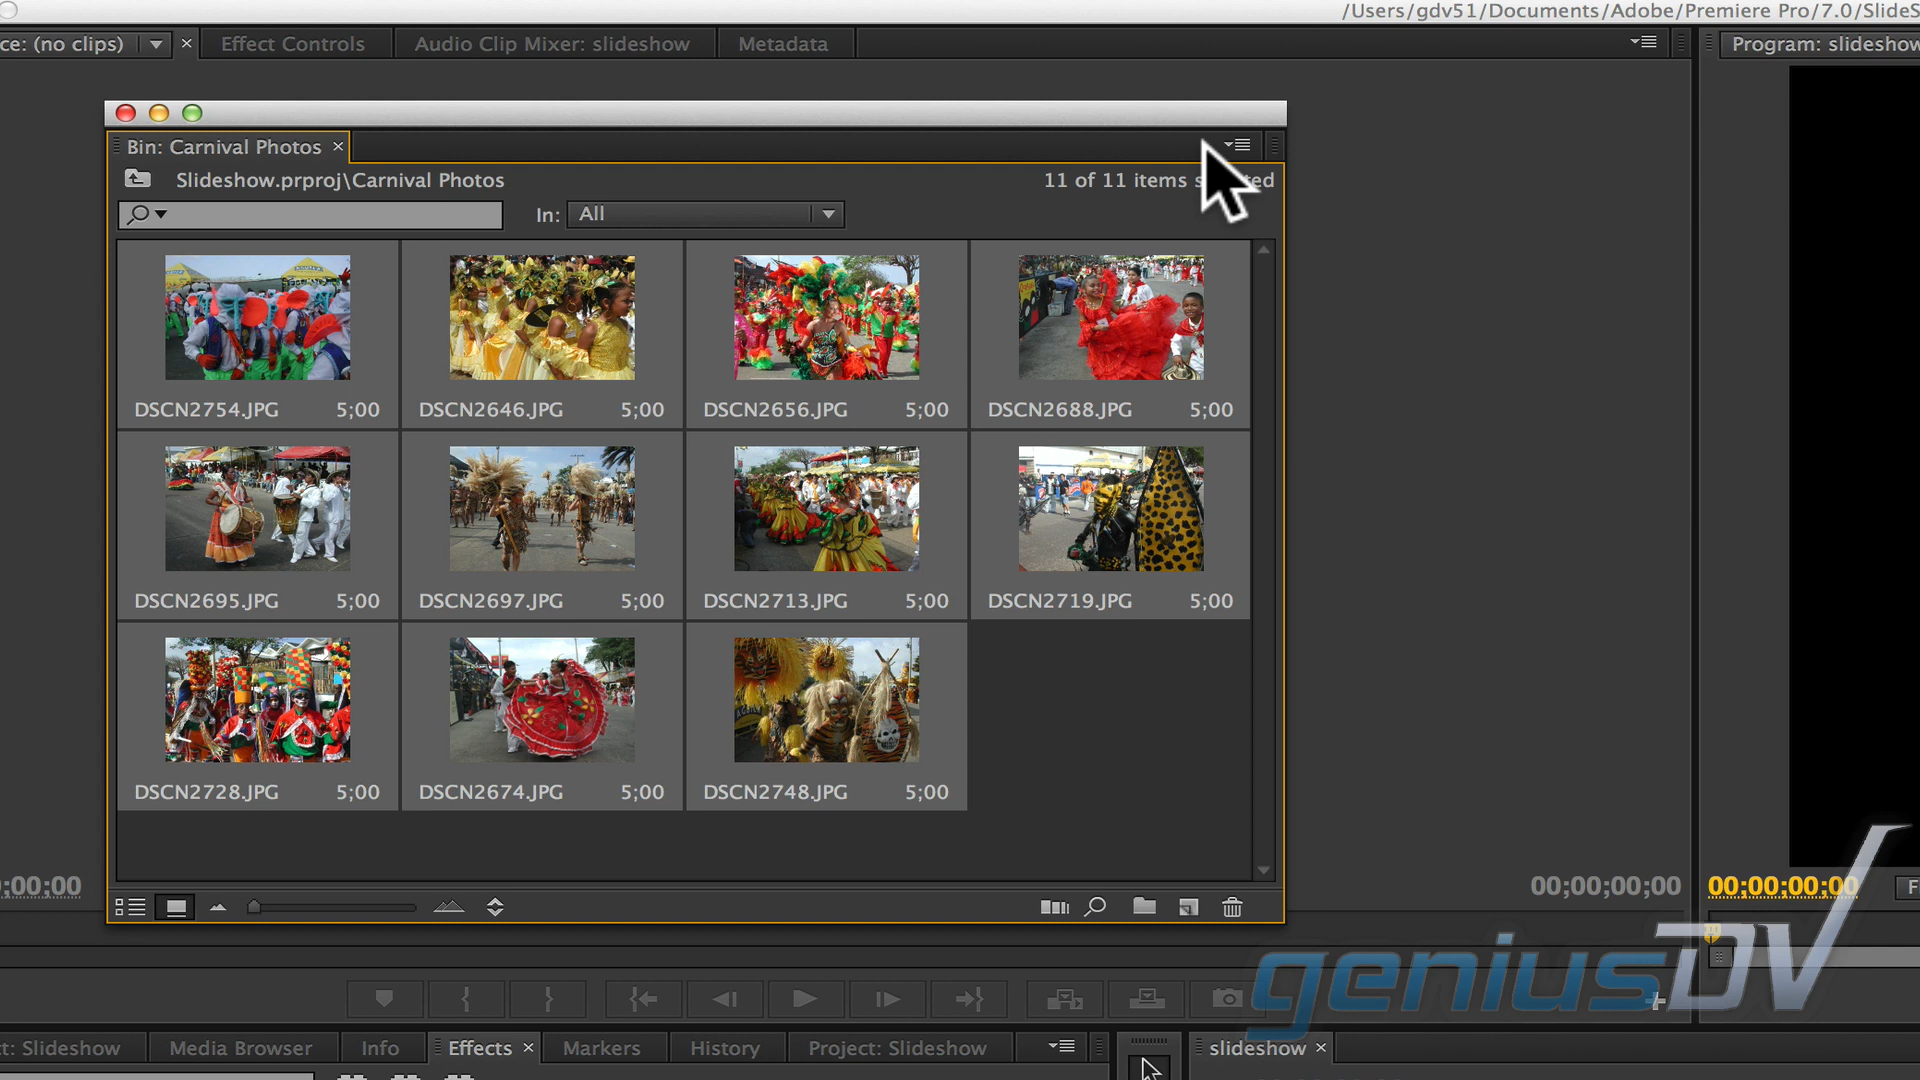 /Users/gdv51/Documents/Adobe/Premiere Pro/7.0/SlideS
ce: (no clips)
Effect Controls
Audio Clip Mixer: slideshow
Metadata
Program: slideshow
Bin: Carnival Photos
Slideshow.prproj\Carnival Photos
11 of 11 items s   ted
In: All
DSCN2754.JPG 5;00
DSCN2646.JPG 5;00
DSCN2656.JPG 5;00
DSCN2688.JPG 5;00
DSCN2695.JPG 5;00
DSCN2697.JPG 5;00
DSCN2713.JPG 5;00
DSCN2719.JPG 5;00
DSCN2728.JPG 5;00
DSCN2674.JPG 5;00
DSCN2748.JPG 5;00
;00;00
00;00;00;00
00;00;00;00
F
geniusDV
ct: Slideshow
Media Browser
Info
Effects
Markers
History
Project: Slideshow
slideshow